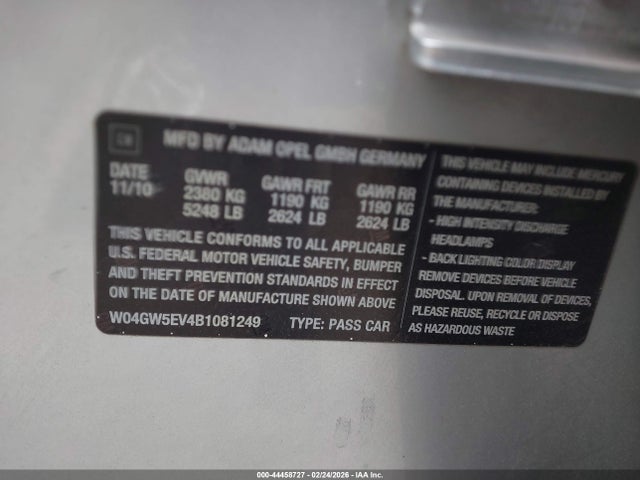 GM
MFD BY ADAM OPEL GMBH GERMANY
DATE GVWR GAWR FRT GAWR RR
11/10 2380 KG 1190 KG 1190 KG
5248 LB 2624 LB 2624 LB
THIS VEHICLE CONFORMS TO ALL APPLICABLE
U.S. FEDERAL MOTOR VEHICLE SAFETY, BUMPER
AND THEFT PREVENTION STANDARDS IN EFFECT
ON THE DATE OF MANUFACTURE SHOWN ABOVE
W04GW5EV4B1081249 TYPE: PASS CAR
THIS VEHICLE MAY INCLUDE MERCURY
CONTAINING DEVICES INSTALLED BY
THE MANUFACTURER:
- HIGH INTENSITY DISCHARGE
HEADLAMPS
- BACK LIGHTING COLOR DISPLAY
REMOVE DEVICES BEFORE VEHICLE
DISPOSAL. UPON REMOVAL OF DEVICES,
PLEASE REUSE, RECYCLE OR DISPOSE
AS HAZARDOUS WASTE
000-44458727 - 02/24/2026 - IAA Inc.